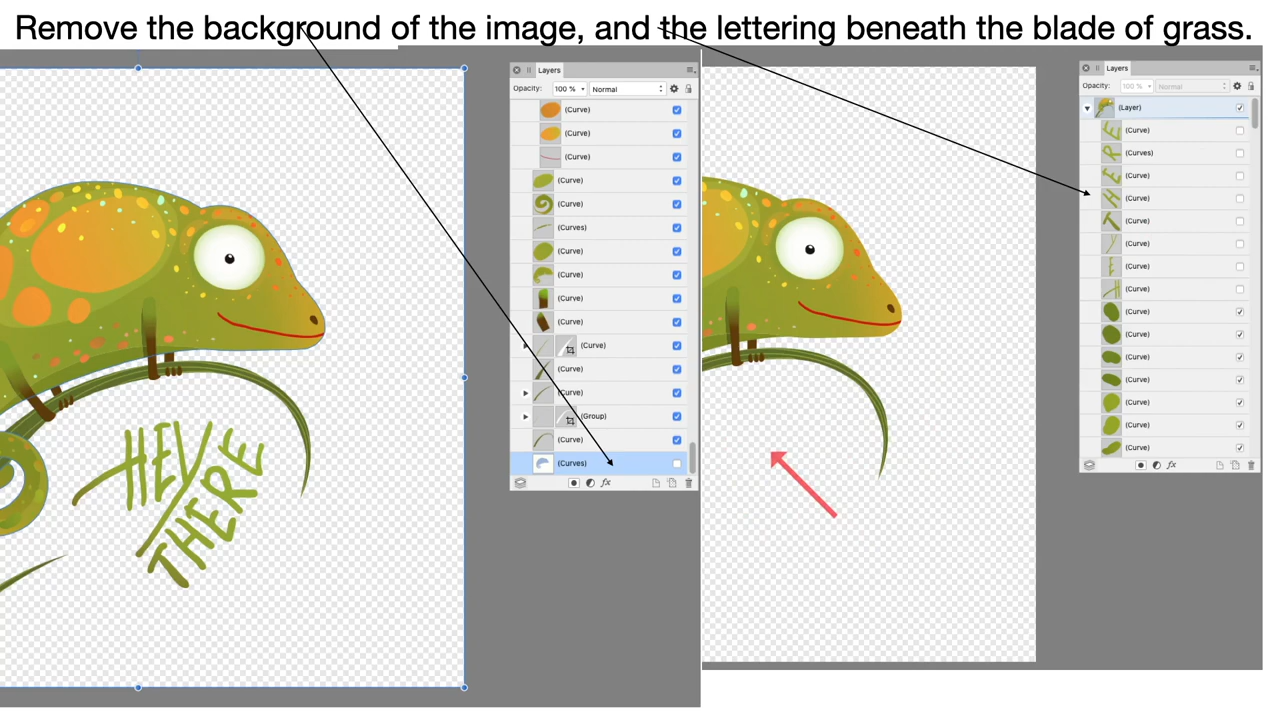 Remove the background of the image, and the lettering beneath the blade of grass.
Layers
Opacity: 100 % Normal
(Curve)
(Curve)
(Curve)
(Curve)
(Curve)
(Curves)
(Curve)
(Curve)
(Curve)
(Curve)
(Curve)
(Curve)
(Curve)
(Group)
(Curve)
(Curves)
fx
HEY
THERE
Layers
Opacity: 100 % Normal
(Layer)
E (Curve)
R (Curves)
E (Curve)
H (Curve)
T (Curve)
(Curve)
(Curve)
(Curve)
(Curve)
(Curve)
(Curve)
(Curve)
(Curve)
(Curve)
(Curve)
fx